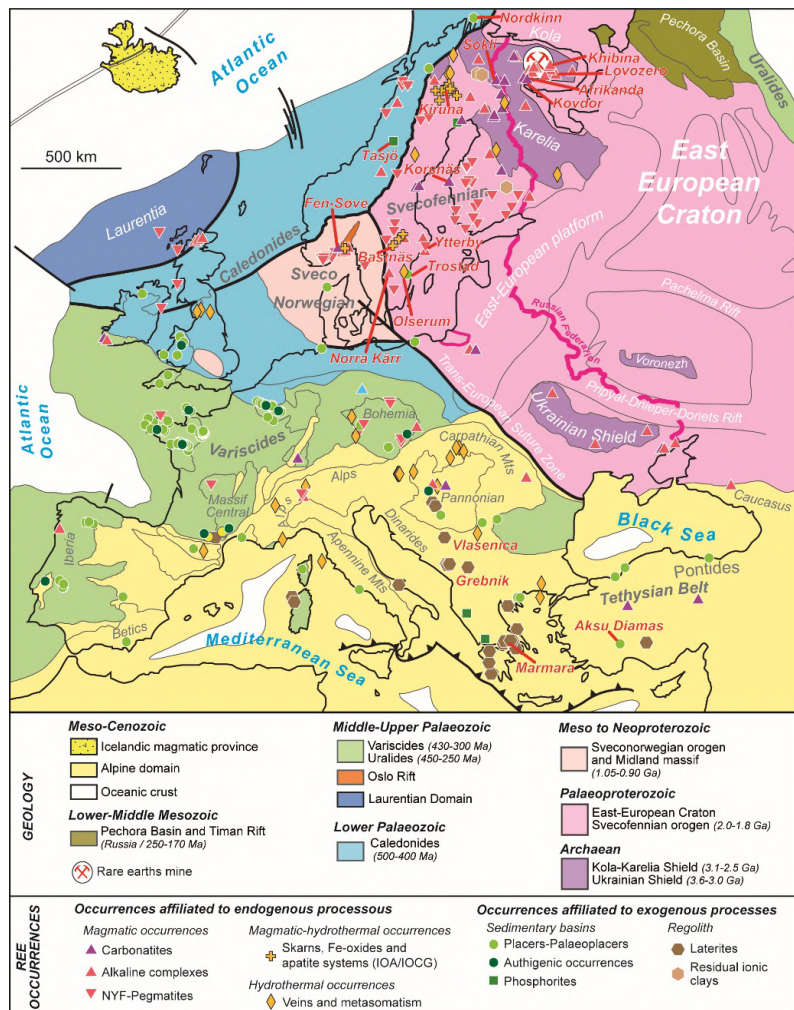 Nordkinn
Kola
Pechora Basin
Uralides
Atlantic
Ocean
Sokli
Khibina
Lovozero
Afrikanda
Kovdor
Kiruna
Karelia
500 km
Tåsjö
Korsnäs
East
European
Craton
Laurentia
Fen-Sove
Svecofenniar
Caledonides
Ytterby
Bastnäs
Sveco
Norwegian
Trostad
Olserum
East-European platform
Pachelma Rift
Russian Federation
Norra Kärr
Voronezh
Trans-European Suture Zone
Pripyat-Dnieper-Donets Rift
Ukrainian Shield
Atlantic
Ocean
Variscides
Bohemia
Carpathian Mts
Alps
Massif
Central
Alps
Pannonian
Caucasus
Iberia
Dinarides
Apennine Mts
Vlasenica
Grebnik
Black Sea
Pontides
Tethysian Belt
Betics
Mediterranean Sea
Aksu Diamas
Marmara
GEOLOGY
Meso-Cenozoic
Icelandic magmatic province
Alpine domain
Oceanic crust
Lower-Middle Mesozoic
Pechora Basin and Timan Rift
(Russia / 250-170 Ma)
Rare earths mine
Middle-Upper Palaeozoic
Variscides (430-300 Ma)
Uralides (450-250 Ma)
Oslo Rift
Laurentian Domain
Lower Palaeozoic
Caledonides
(500-400 Ma)
Meso to Neoproterozoic
Sveconorwegian orogen
and Midland massif
(1.05-0.90 Ga)
Palaeoproterozoic
East-European Craton
Svecofennian orogen (2.0-1.8 Ga)
Archaean
Kola-Karelia Shield (3.1-2.5 Ga)
Ukrainian Shield (3.6-3.0 Ga)
REE
OCCURRENCES
Occurrences affiliated to endogenous processous
Magmatic occurrences
Carbonatites
Alkaline complexes
NYF-Pegmatites
Magmatic-hydrothermal occurrences
Skarns, Fe-oxides and
apatite systems (IOA/IOCG)
Hydrothermal occurrences
Veins and metasomatism
Occurrences affiliated to exogenous processes
Sedimentary basins
Placers-Palaeoplacers
Authigenic occurrences
Phosphorites
Regolith
Laterites
Residual ionic
clays